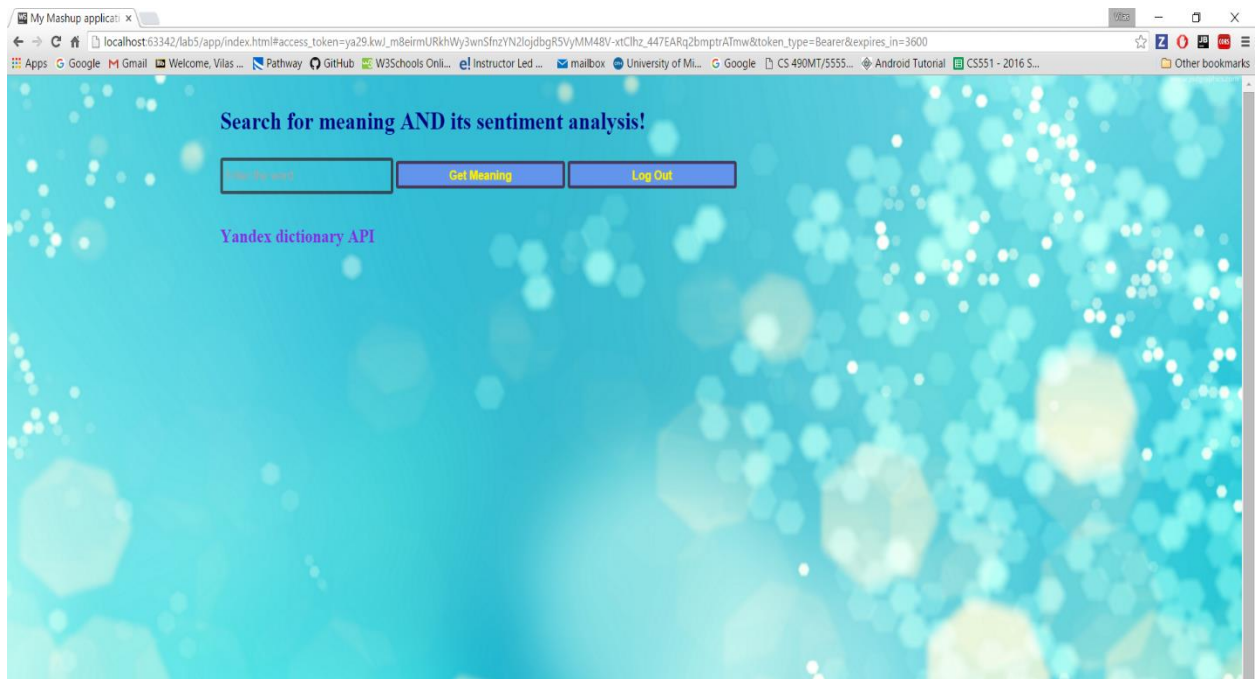 My Mashup applicati x
Vilas
localhost:63342/lab5/app/index.html#access_token=ya29.kwJ_m8eirmURkhWy3wnSfnzYN2lojdbgR5VyMM48V-xtClhz_447EARq2bmptrATmw&token_type=Bearer&expires_in=3600
Apps Google Gmail Welcome, Vilas ... Pathway GitHub W3Schools Onli... Instructor Led ... mailbox University of Mi... Google CS 490MT/5555... Android Tutorial CS551 - 2016 S... Other bookmarks
Search for meaning AND its sentiment analysis!
Get Meaning Log Out
Yandex dictionary API